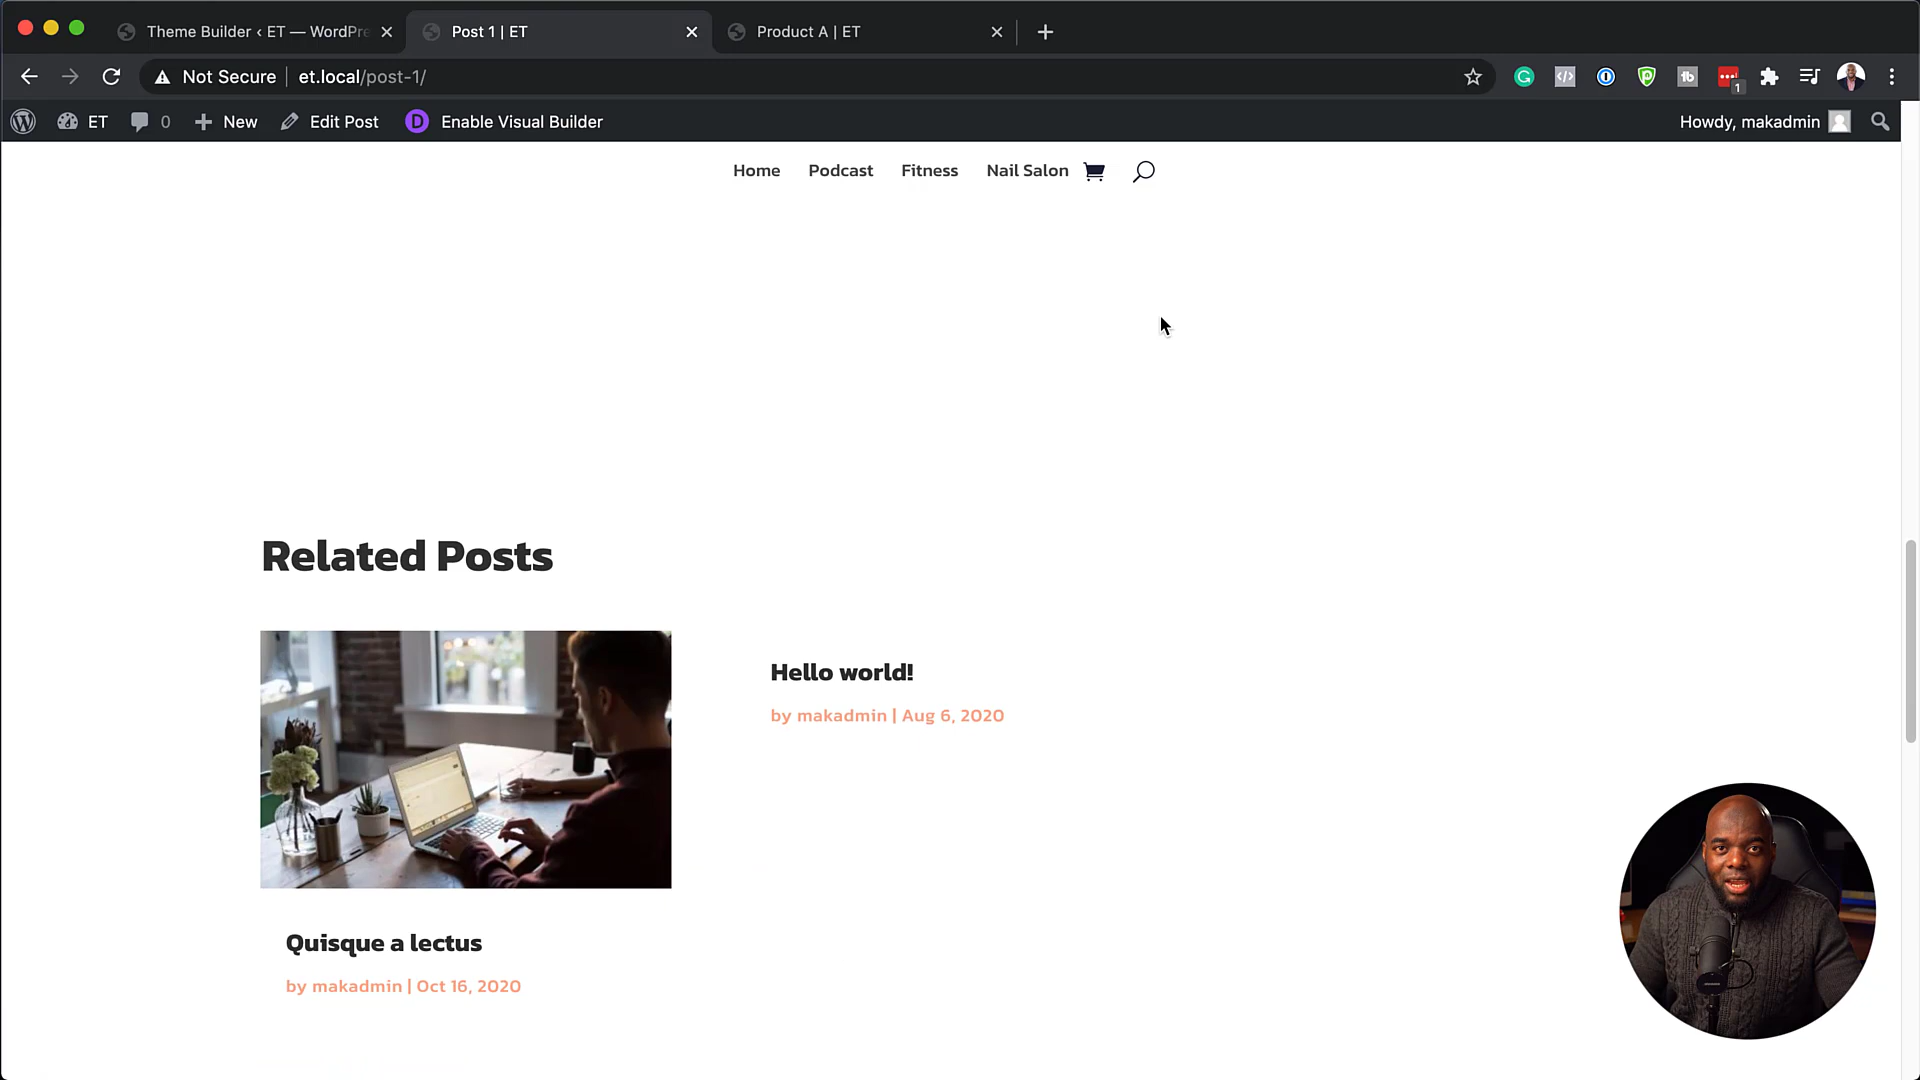 Theme Builder ‹ ET — WordPre
Post 1 | ET
Product A | ET
Not Secure
et.local/post-1/
1
ET
0
New
Edit Post
D
Enable Visual Builder
Howdy, makadmin
Home
Podcast
Fitness
Nail Salon
Related Posts
Hello world!
by makadmin | Aug 6, 2020
Quisque a lectus
by makadmin | Oct 16, 2020